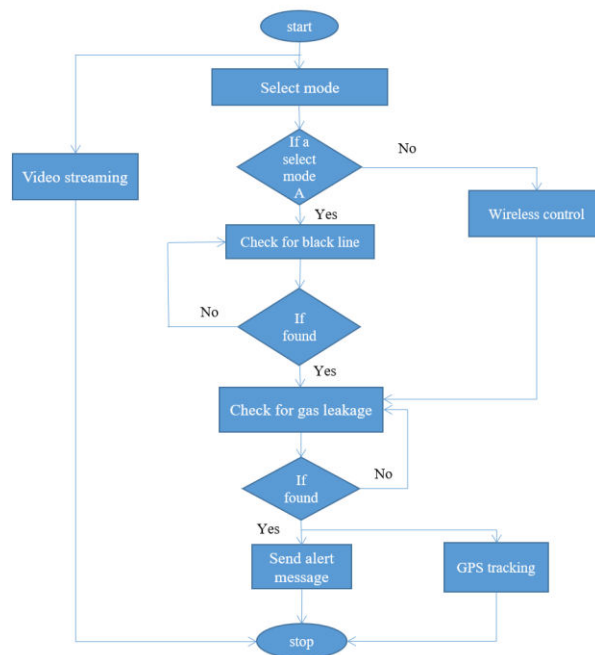 start
Select mode
If a
select
mode
A
No
Video streaming
Wireless control
Yes
Check for black line
If
found
No
Yes
Check for gas leakage
If
found
No
Yes
Send alert
message
GPS tracking
stop